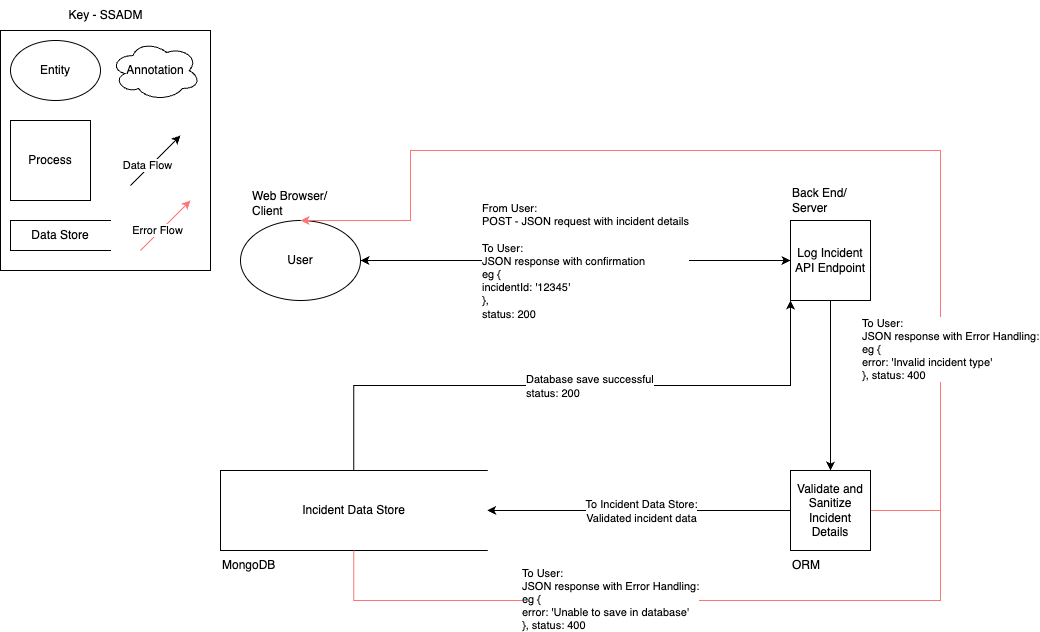 Key - SSADM
Entity
Annotation
Process
Data Flow
Data Store
Error Flow
Web Browser/
Client
User
From User:
POST - JSON request with incident details
To User:
JSON response with confirmation
eg {
incidentId: '12345'
},
status: 200
Back End/
Server
Log Incident
API Endpoint
To User:
JSON response with Error Handling:
eg {
error: 'Invalid incident type'
}, status: 400
Database save successful
status: 200
Incident Data Store
MongoDB
To Incident Data Store:
Validated incident data
Validate and
Sanitize
Incident
Details
ORM
To User:
JSON response with Error Handling:
eg {
error: 'Unable to save in database'
}, status: 400